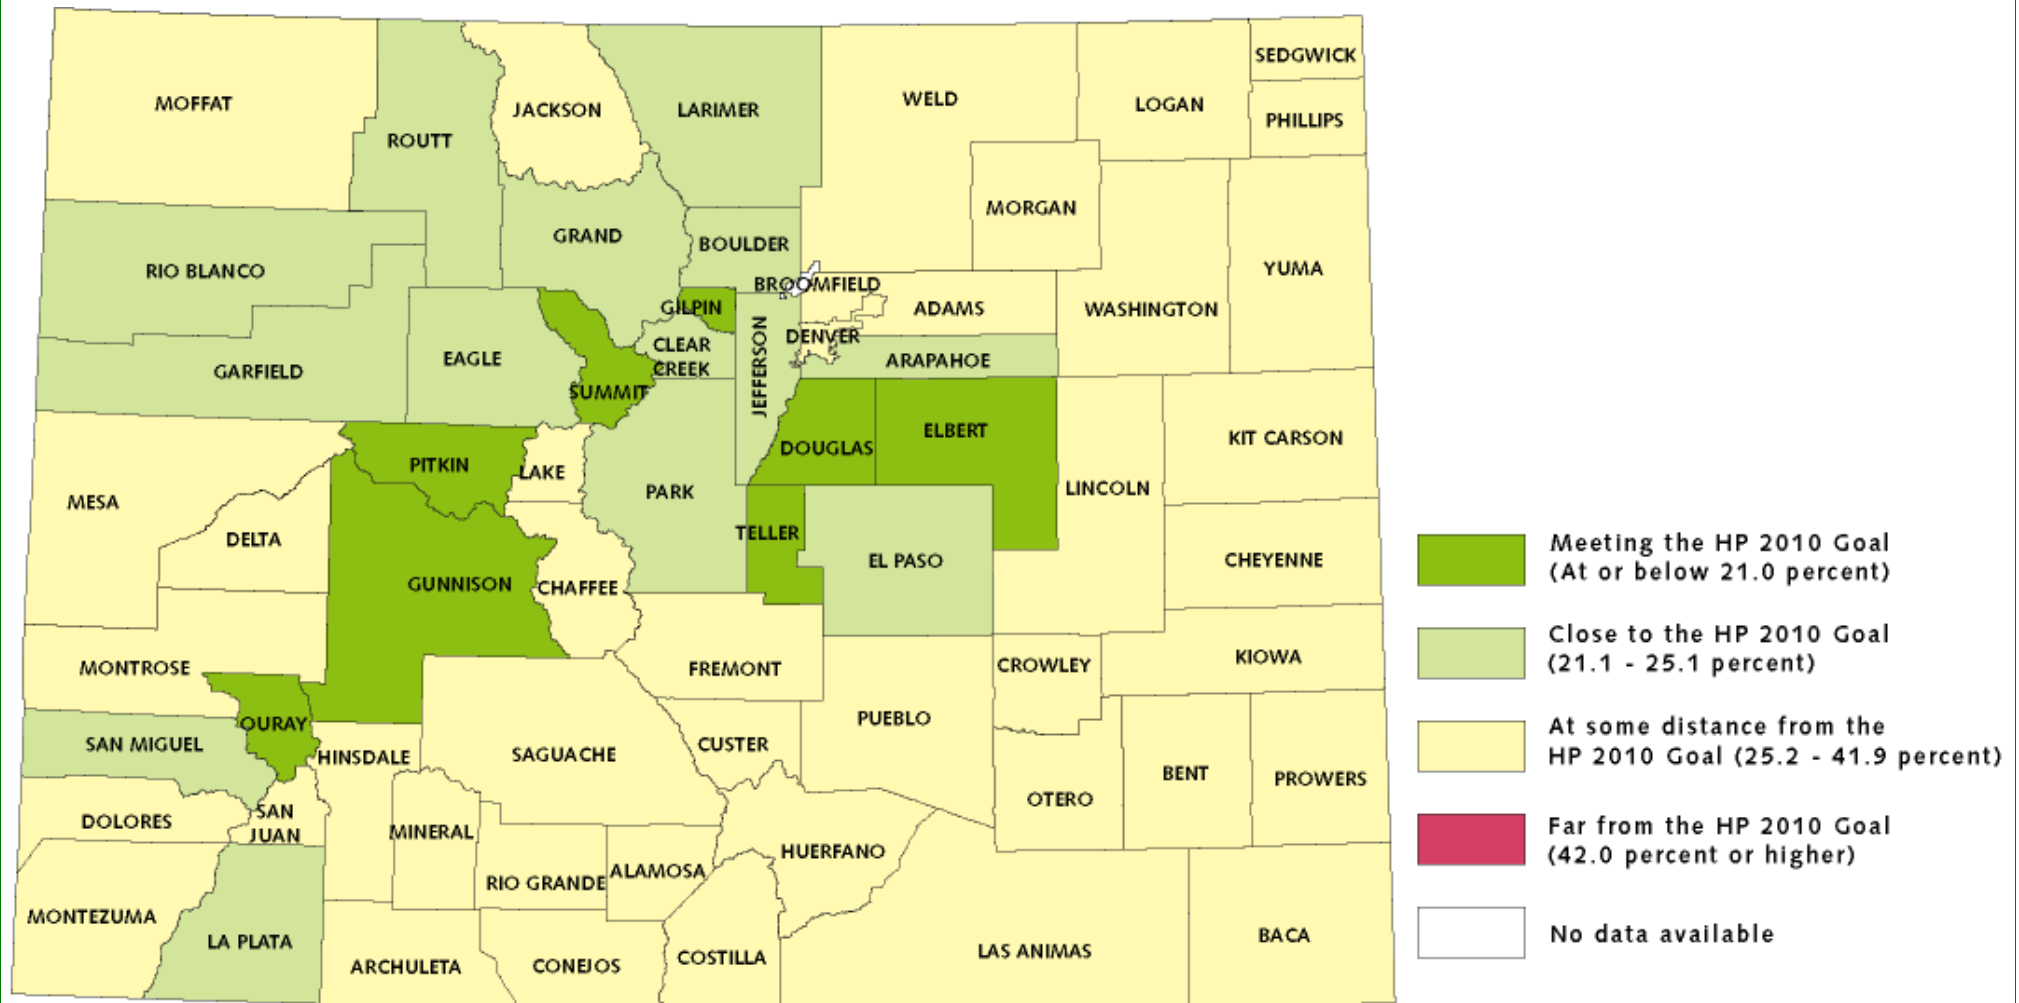 SEDGWICK
MOFFAT
JACKSON
LARIMER
WELD
LOGAN
PHILLIPS
ROUTT
MORGAN
GRAND
BOULDER
RIO BLANCO
YUMA
BROOMFIELD
GILPIN
ADAMS
WASHINGTON
DENVER
CLEAR
CREEK
EAGLE
JEFFERSON
ARAPAHOE
GARFIELD
SUMMIT
ELBERT
KIT CARSON
DOUGLAS
PITKIN
LAKE
PARK
LINCOLN
MESA
TELLER
DELTA
EL PASO
CHEYENNE
GUNNISON
CHAFFEE
MONTROSE
FREMONT
CROWLEY
KIOWA
OURAY
PUEBLO
SAN MIGUEL
HINSDALE
SAGUACHE
CUSTER
BENT
PROWERS
OTERO
DOLORES
SAN
JUAN
MINERAL
HUERFANO
ALAMOSA
RIO GRANDE
MONTEZUMA
LA PLATA
ARCHULETA
CONEJOS
COSTILLA
LAS ANIMAS
BACA
Meeting the HP 2010 Goal
(At or below 21.0 percent)
Close to the HP 2010 Goal
(21.1 - 25.1 percent)
At some distance from the
HP 2010 Goal (25.2 - 41.9 percent)
Far from the HP 2010 Goal
(42.0 percent or higher)
No data available